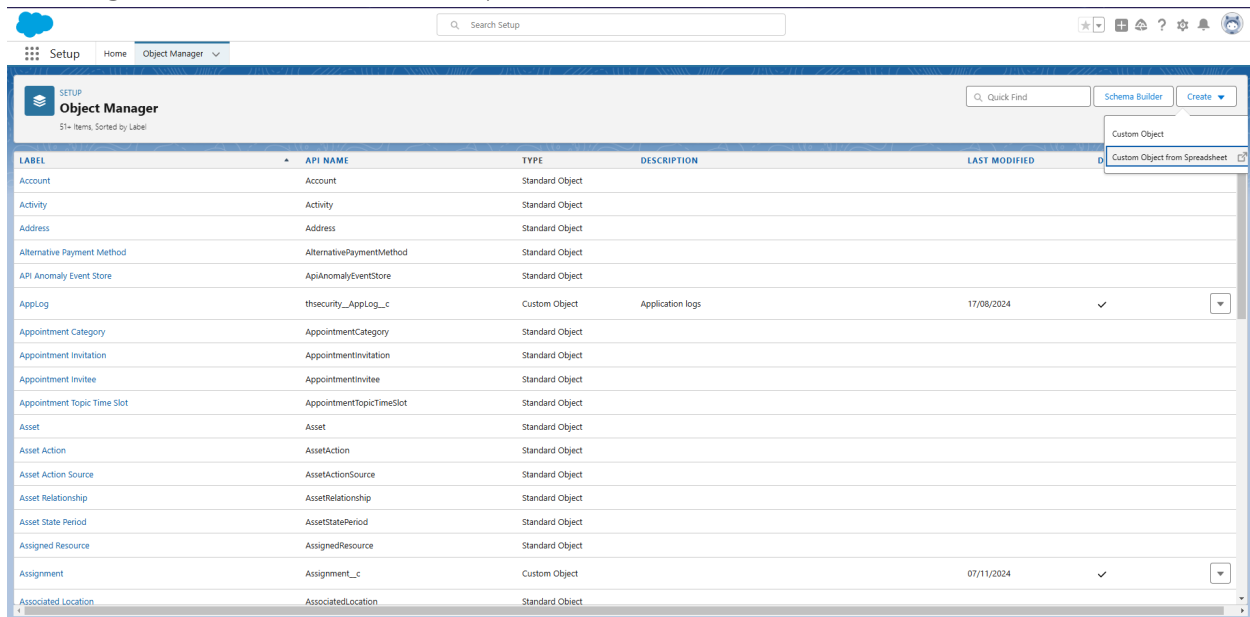 Search Setup
Setup Home Object Manager
SETUP
Object Manager
51+ Items, Sorted by Label
Quick Find
Schema Builder
Create
Custom Object
Custom Object from Spreadsheet
LABEL API NAME TYPE DESCRIPTION LAST MODIFIED D
Account Account Standard Object
Activity Activity Standard Object
Address Address Standard Object
Alternative Payment Method AlternativePaymentMethod Standard Object
API Anomaly Event Store ApiAnomalyEventStore Standard Object
AppLog thsecurity__AppLog__c Custom Object Application logs 17/08/2024
Appointment Category AppointmentCategory Standard Object
Appointment Invitation AppointmentInvitation Standard Object
Appointment Invitee AppointmentInvitee Standard Object
Appointment Topic Time Slot AppointmentTopicTimeSlot Standard Object
Asset Asset Standard Object
Asset Action AssetAction Standard Object
Asset Action Source AssetActionSource Standard Object
Asset Relationship AssetRelationship Standard Object
Asset State Period AssetStatePeriod Standard Object
Assigned Resource AssignedResource Standard Object
Assignment Assignment__c Custom Object 07/11/2024
Associated Location AssociatedLocation Standard Object